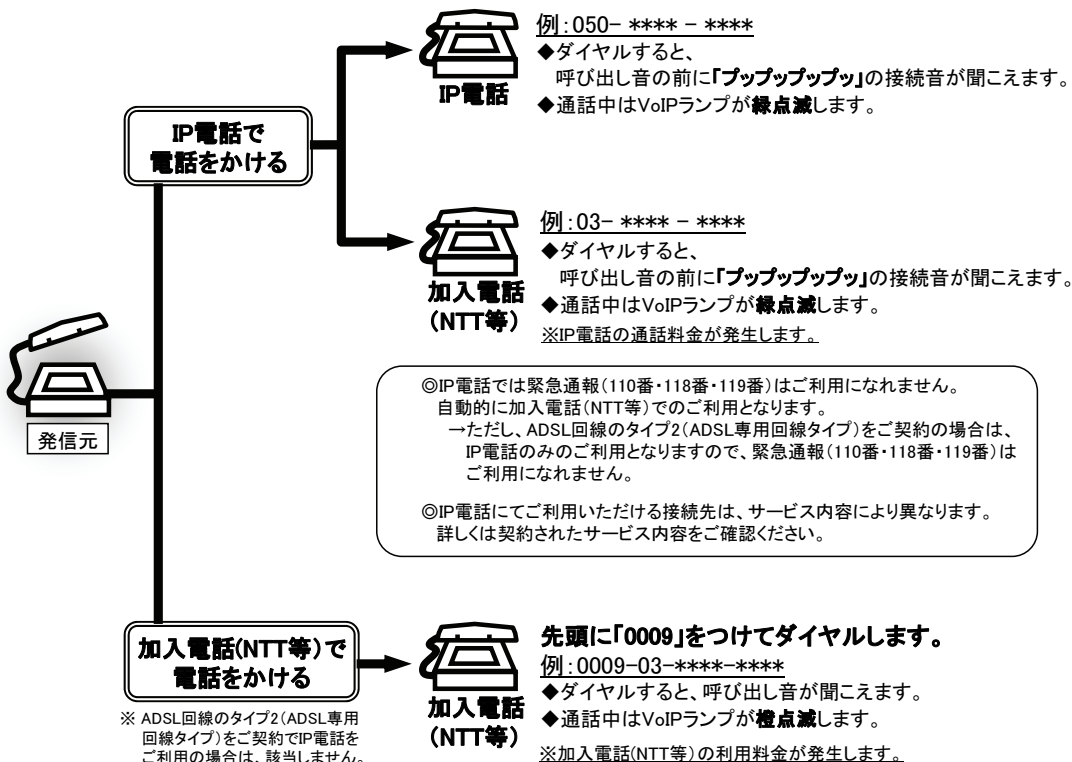 例:050- **** - ****
◆ダイヤルすると、
呼び出し音の前に「プップップップッ」の接続音が聞こえます。
◆通話中はVoIPランプが緑点滅します。
IP電話
IP電話で
電話をかける
例:03- **** - ****
◆ダイヤルすると、
呼び出し音の前に「プップップップッ」の接続音が聞こえます。
◆通話中はVoIPランプが緑点滅します。
※IP電話の通話料金が発生します。
加入電話
(NTT等)
発信元
◎IP電話では緊急通報(110番・118番・119番)はご利用になれません。
自動的に加入電話(NTT等)でのご利用となります。
→ただし、ADSL回線のタイプ2(ADSL専用回線タイプ)をご契約の場合は、
IP電話のみのご利用となりますので、緊急通報(110番・118番・119番)は
ご利用になれません。
◎IP電話にてご利用いただける接続先は、サービス内容により異なります。
詳しくは契約されたサービス内容をご確認ください。
加入電話(NTT等)で
電話をかける
※ ADSL回線のタイプ2(ADSL専用
回線タイプ)をご契約でIP電話を
ご利用の場合は、該当しません。
加入電話
(NTT等)
先頭に「0009」をつけてダイヤルします。
例:0009-03-****-****
◆ダイヤルすると、呼び出し音が聞こえます。
◆通話中はVoIPランプが橙点滅します。
※加入電話(NTT等)の利用料金が発生します。